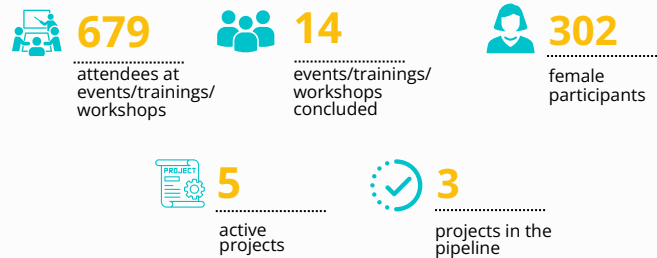 679
attendees at
events/trainings/
workshops
14
events/trainings/
workshops
concluded
302
female
participants
PROJECT
5
active
projects
3
projects in the
pipeline